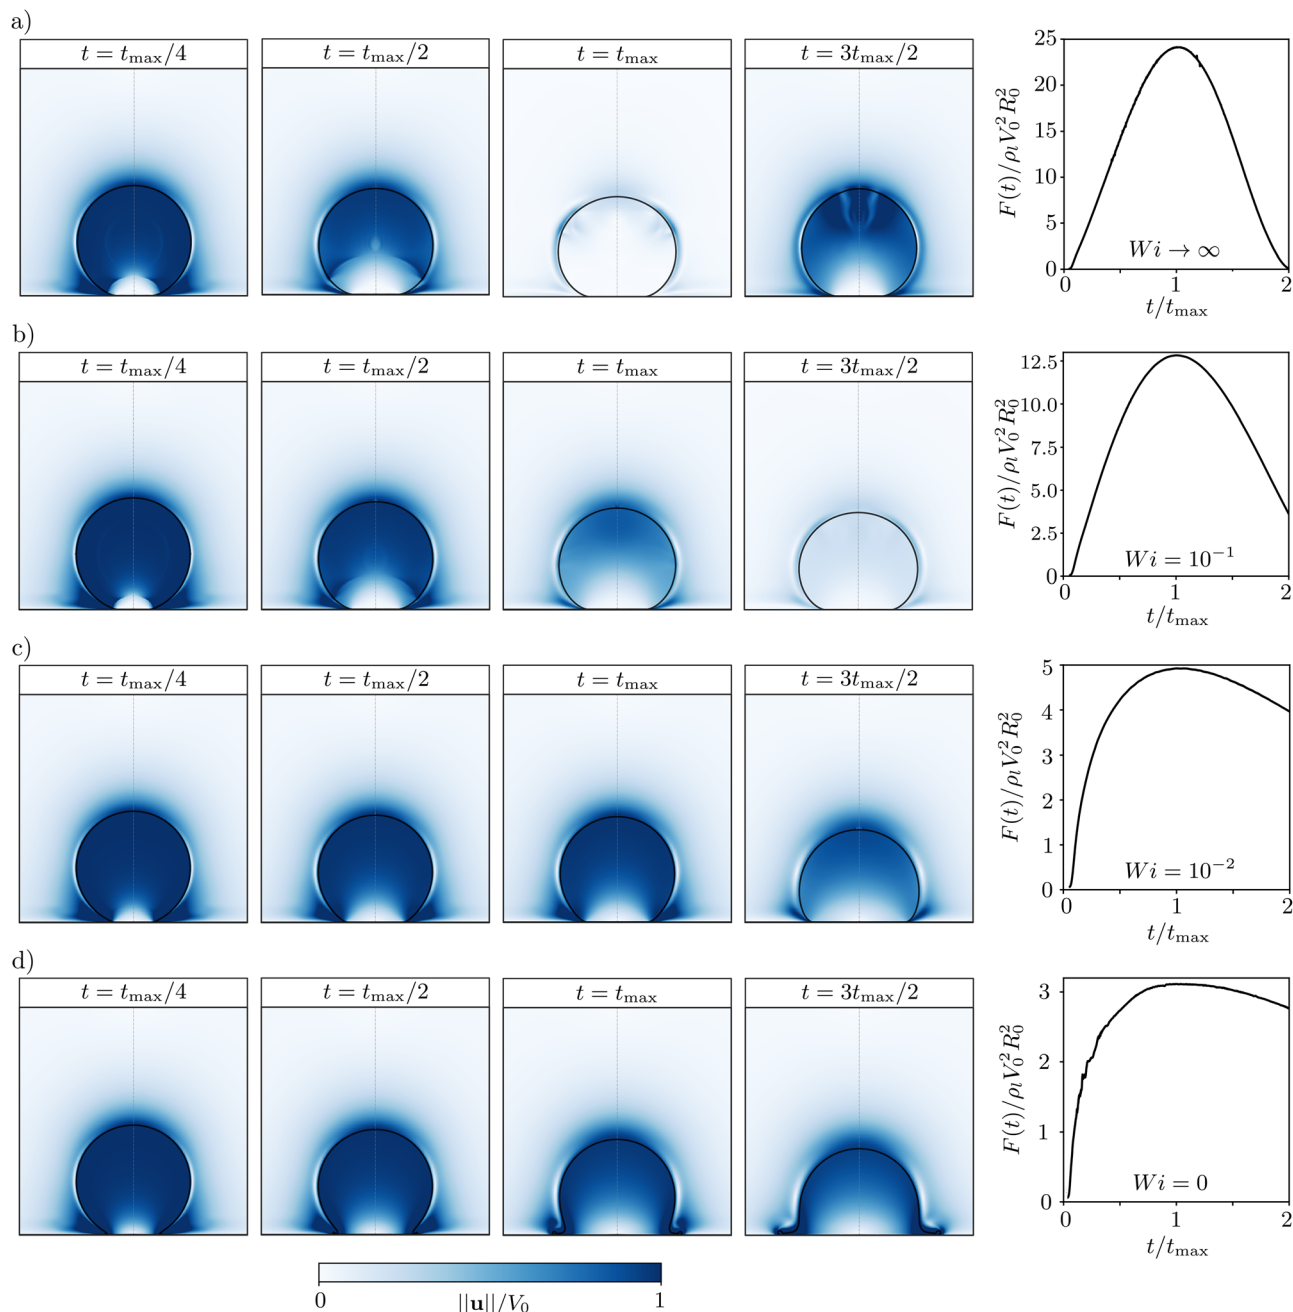 a)
t = t_max/4
t = t_max/2
t = t_max
t = 3t_max/2
F(t)/ρ_l V_0^2 R_0^2
25
20
15
10
5
0
Wi → ∞
0
1
2
t/t_max
b)
t = t_max/4
t = t_max/2
t = t_max
t = 3t_max/2
F(t)/ρ_l V_0^2 R_0^2
12.5
10.0
7.5
5.0
2.5
0
Wi = 10^{-1}
0
1
2
t/t_max
c)
t = t_max/4
t = t_max/2
t = t_max
t = 3t_max/2
F(t)/ρ_l V_0^2 R_0^2
5
4
3
2
1
0
Wi = 10^{-2}
0
1
2
t/t_max
d)
t = t_max/4
t = t_max/2
t = t_max
t = 3t_max/2
F(t)/ρ_l V_0^2 R_0^2
3
2
1
0
Wi = 0
0
1
2
t/t_max
0
||u||/V_0
1